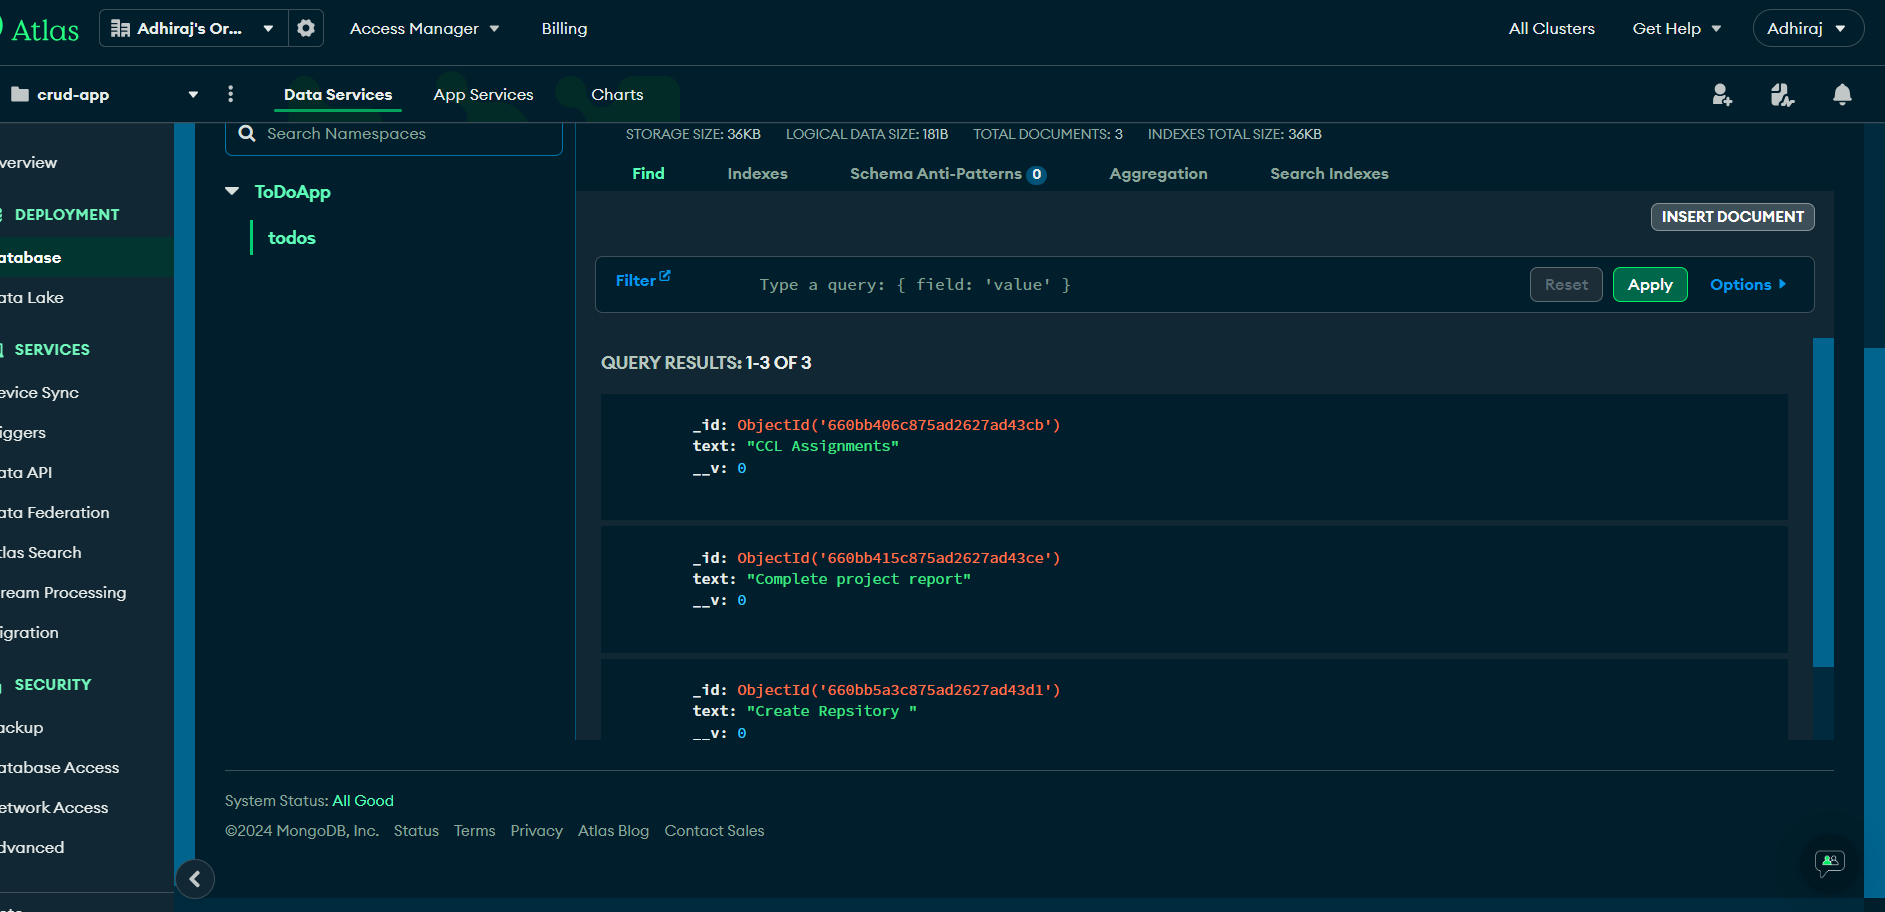 Atlas
Adhiraj's Or...
Access Manager
Billing
All Clusters
Get Help
Adhiraj
crud-app
Data Services
App Services
Charts
verview
DEPLOYMENT
atabase
ata Lake
SERVICES
evice Sync
iggers
ata API
ata Federation
tlas Search
ream Processing
igration
SECURITY
ackup
atabase Access
etwork Access
dvanced
Search Namespaces
ToDoApp
todos
STORAGE SIZE: 36KB LOGICAL DATA SIZE: 181B TOTAL DOCUMENTS: 3 INDEXES TOTAL SIZE: 36KB
Find Indexes Schema Anti-Patterns 0 Aggregation Search Indexes
INSERT DOCUMENT
Filter Type a query: { field: 'value' } Reset Apply Options
QUERY RESULTS: 1-3 OF 3
_id: ObjectId('660bb406c875ad2627ad43cb')
text: "CCL Assignments"
__v: 0
_id: ObjectId('660bb415c875ad2627ad43ce')
text: "Complete project report"
__v: 0
_id: ObjectId('660bb5a3c875ad2627ad43d1')
text: "Create Repsitory "
__v: 0
System Status: All Good
©2024 MongoDB, Inc. Status Terms Privacy Atlas Blog Contact Sales